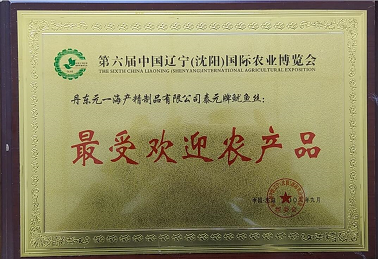 第六届中国辽宁(沈阳)国际农业博览会
THE SIXTH CHINA LIAONING (SHENYANG)INTERNATIONAL AGRICULTURAL EXPOSITION
丹东元一海产精制品有限公司泰元牌鱿鱼丝:
最受欢迎农产品